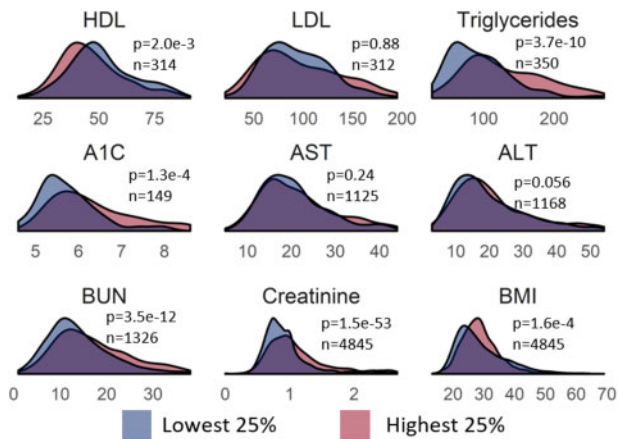 HDL LDL Triglycerides
p=2.0e-3 p=0.88 p=3.7e-10
n=314 n=312 n=350
25 50 75 50 100 150 200 100 200
A1C AST ALT
p=1.3e-4 p=0.24 p=0.056
n=149 n=1125 n=1168
5 6 7 8 10 20 30 40 10 20 30 40 50
BUN Creatinine BMI
p=3.5e-12 p=1.5e-53 p=1.6e-4
n=1326 n=4845 n=4845
0 10 20 30 0 1 2 20 30 40 50 60 70
Lowest 25% Highest 25%